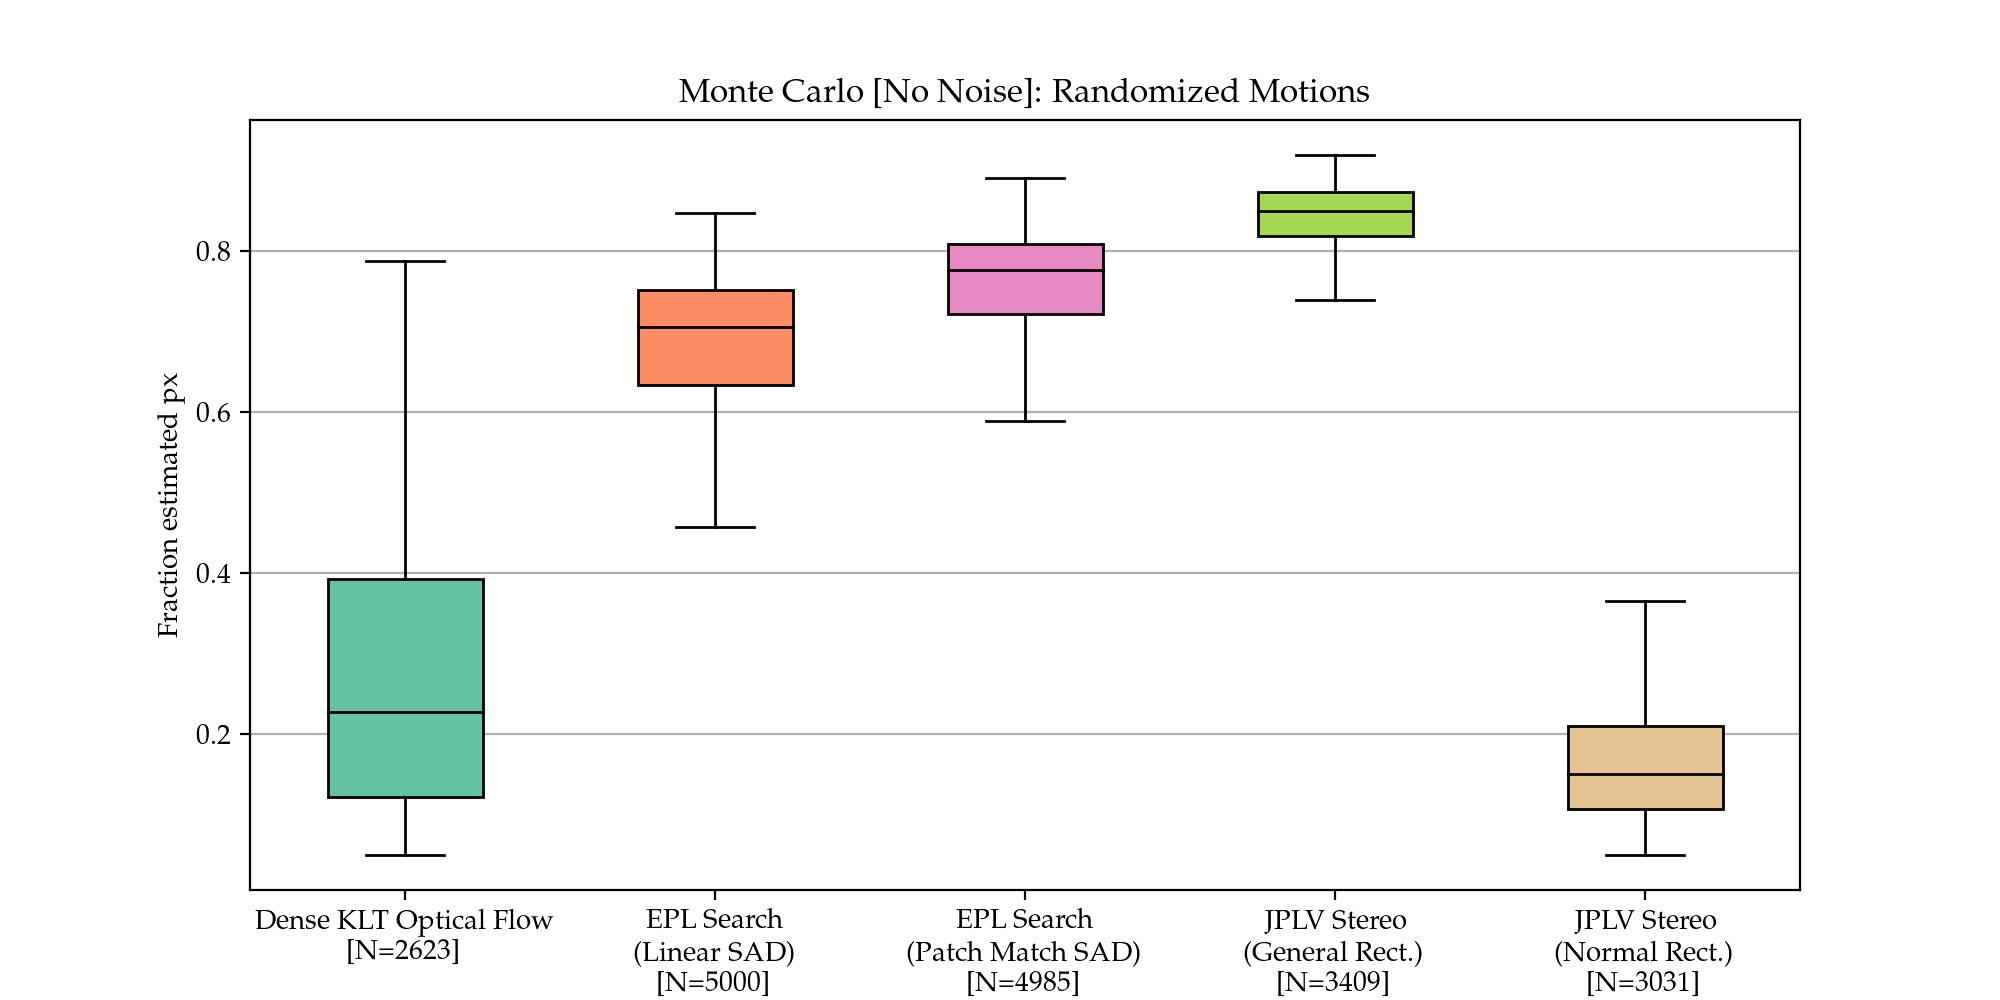 Monte Carlo [No Noise]: Randomized Motions
Fraction estimated px
0.8
0.6
0.4
0.2
Dense KLT Optical Flow
[N=2623]
EPL Search
(Linear SAD)
[N=5000]
EPL Search
(Patch Match SAD)
[N=4985]
JPLV Stereo
(General Rect.)
[N=3409]
JPLV Stereo
(Normal Rect.)
[N=3031]